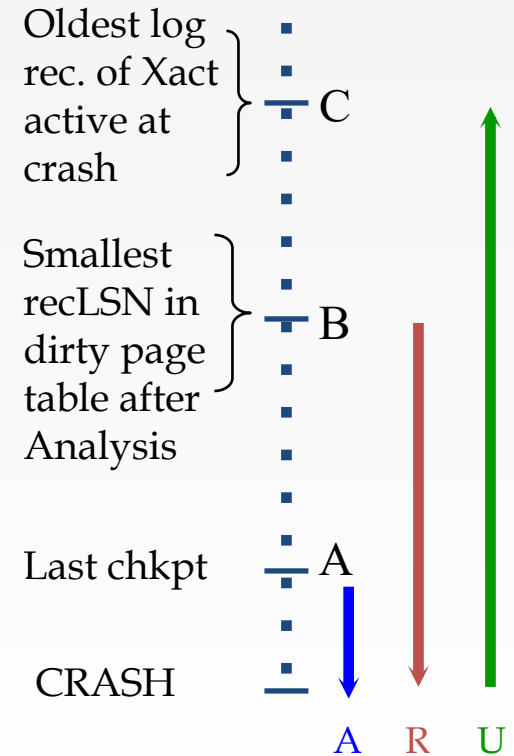 Oldest log
rec. of Xact
active at
crash
C
Smallest
recLSN in
dirty page
table after
Analysis
B
Last chkpt
A
CRASH
A R U